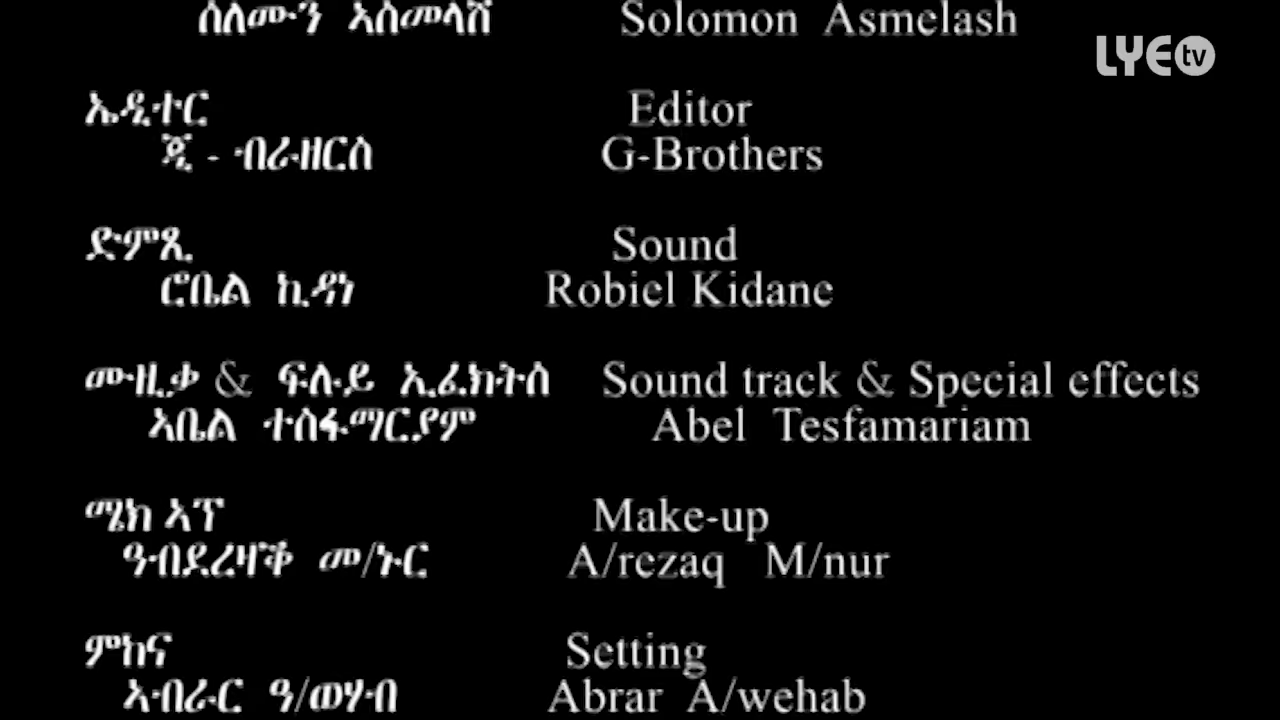 ሰለሙን ኣስመላሽ Solomon Asmelash
LYE tv
ኤዲተር Editor
ጂ - ብራዘርስ G-Brothers
ድምጺ Sound
ሮቤል ኪዳነ Robiel Kidane
ሙዚቃ & ፍሉይ ኢፈክትስ Sound track & Special effects
ኣቤል ተስፋማርያም Abel Tesfamariam
ሜክ ኣፕ Make-up
ዓብደረዛቕ መ/ኑር A/rezaq M/nur
ምክና Setting
ኣብራር ዓ/ወሃብ Abrar A/wehab